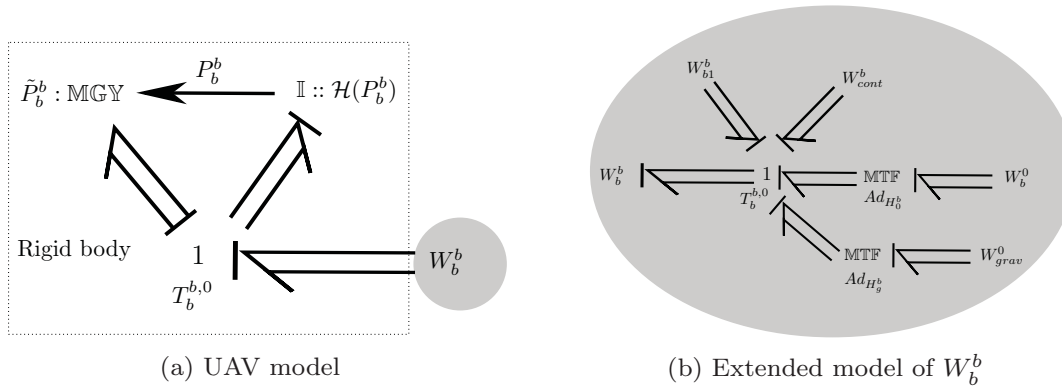 P_b^b
P̃_b^b : 𝕄𝔾𝕐
𝕀 :: ℋ(P_b^b)
Rigid body
1
T_b^{b,0}
W_b^b
(a) UAV model
W_{b1}^b
W_{cont}^b
W_b^b
1
T_b^{b,0}
𝕄𝕋𝔽
Ad_{H_0^b}
W_b^0
𝕄𝕋𝔽
Ad_{H_g^b}
W_{grav}^0
(b) Extended model of W_b^b